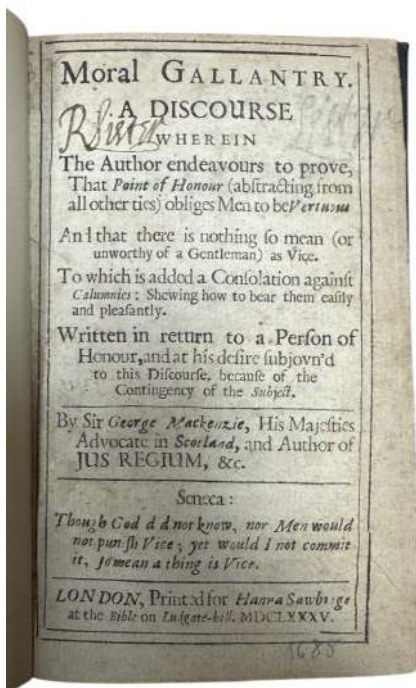 Moral GALLANTRY.
A DISCOURSE
WHEREIN
The Author endeavours to prove,
That Point of Honour (abſtracting from
all other ties) obliges Men to be Vertuous
And that there is nothing ſo mean (or
unworthy of a Gentleman) as Vice.
To which is added a Conſolation againſt
Calumnies: Shewing how to bear them eaſily
and pleaſantly.
Written in return to a Perſon of
Honour, and at his deſire ſubjoyn'd
to this Diſcourſe, becauſe of the
Contingency of the Subject.
By Sir George Mackenzie, His Majeſties
Advocate in Scotland, and Author of
JUS REGIUM, &c.
Seneca:
Though God d d not know, nor Men would
not pun ſh Vice; yet would I not commit
it, ſo mean a thing is Vice.
LONDON, Printed for Hanna Sawbridge
at the Bible on Ludgate-hill. MDCLXXXV.
1685